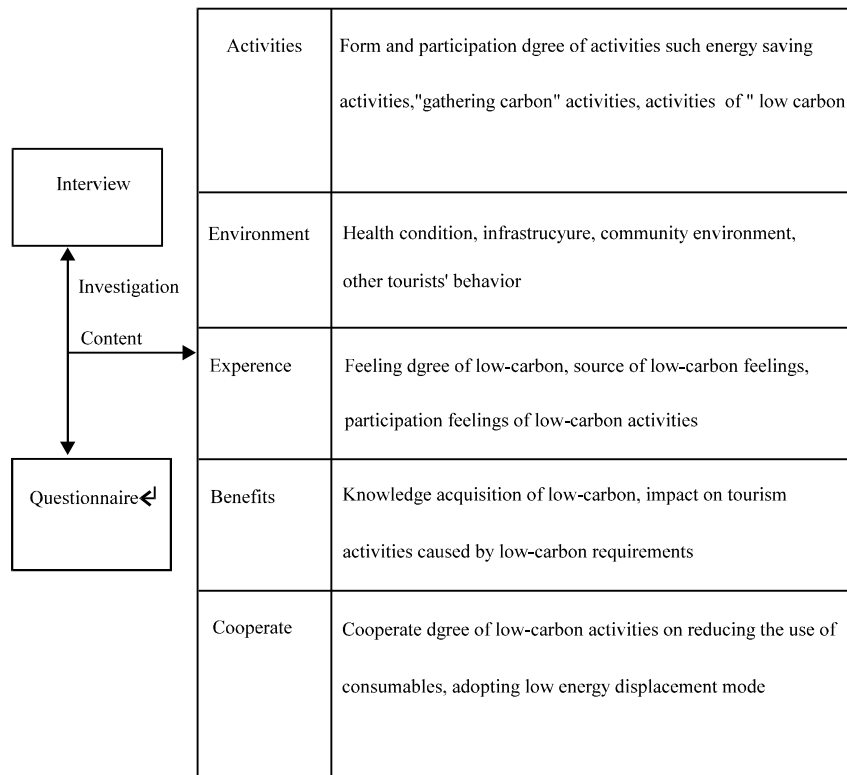 Interview
Investigation
Content
Questionnaire
Activities
Form and participation dgree of activities such energy saving
activities,"gathering carbon" activities, activities  of " low carbon
Environment
Health condition, infrastrucyure, community environment,
other tourists' behavior
Experence
Feeling dgree of low-carbon, source of low-carbon feelings,
participation feelings of low-carbon activities
Benefits
Knowledge acquisition of low-carbon, impact on tourism
activities caused by low-carbon requirements
Cooperate
Cooperate dgree of low-carbon activities on reducing the use of
consumables, adopting low energy displacement mode